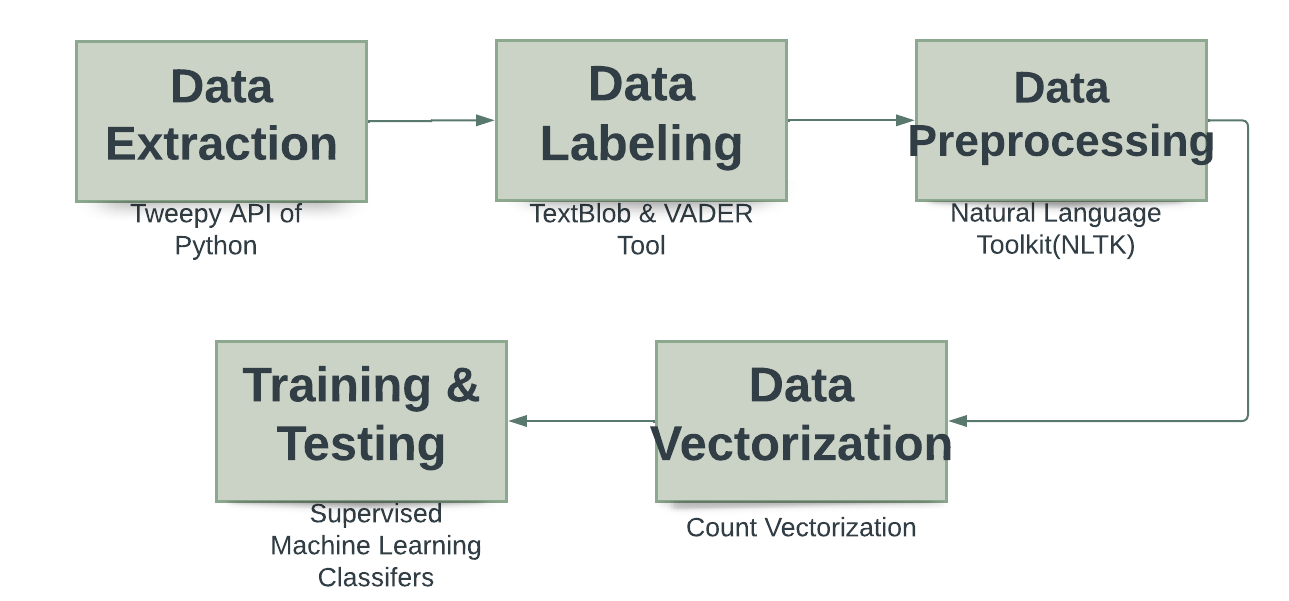 Data
Extraction
Tweepy API of
Python
Data
Labeling
TextBlob & VADER
Tool
Data
Preprocessing
Natural Language
Toolkit(NLTK)
Training &
Testing
Supervised
Machine Learning
Classifers
Data
Vectorization
Count Vectorization